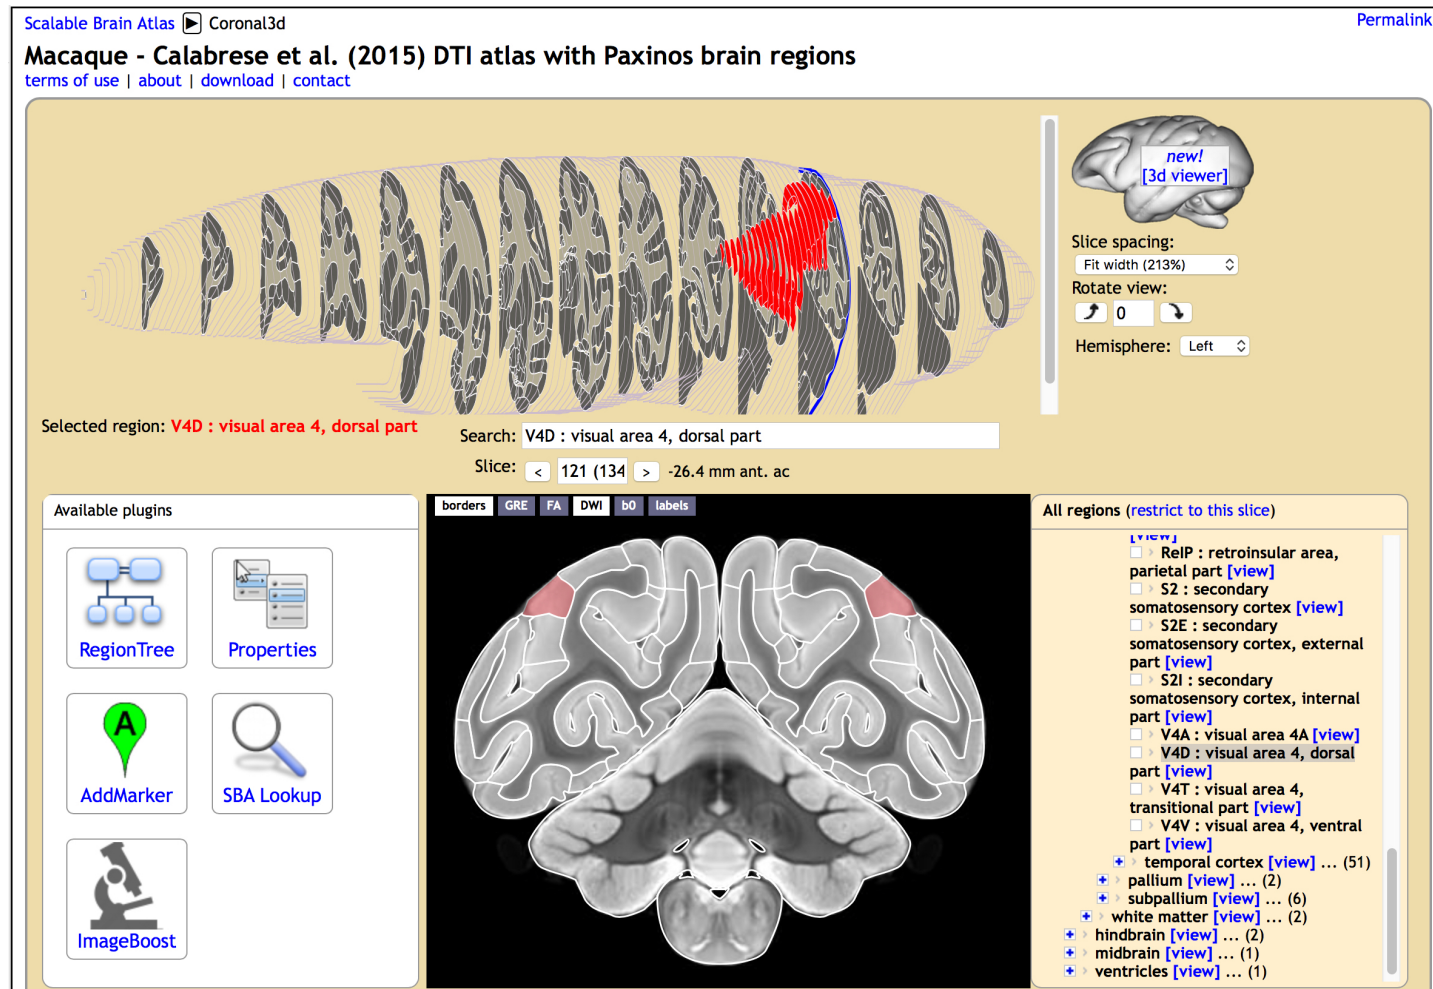 Scalable Brain Atlas ▶ Coronal3d
Permalink
Macaque - Calabrese et al. (2015) DTI atlas with Paxinos brain regions
terms of use | about | download | contact
new!
[3d viewer]
Slice spacing:
Fit width (213%)
Rotate view:
0
Hemisphere: Left
Selected region: V4D : visual area 4, dorsal part
Search: V4D : visual area 4, dorsal part
Slice: < 121 (134 > -26.4 mm ant. ac
Available plugins
RegionTree
Properties
A
AddMarker
SBA Lookup
ImageBoost
borders GRE FA DWI b0 labels
All regions (restrict to this slice)
[view]
ReIP : retroinsular area,
parietal part [view]
S2 : secondary
somatosensory cortex [view]
S2E : secondary
somatosensory cortex, external
part [view]
S2I : secondary
somatosensory cortex, internal
part [view]
V4A : visual area 4A [view]
V4D : visual area 4, dorsal
part [view]
V4T : visual area 4,
transitional part [view]
V4V : visual area 4, ventral
part [view]
temporal cortex [view] ... (51)
pallium [view] ... (2)
subpallium [view] ... (6)
white matter [view] ... (2)
hindbrain [view] ... (2)
midbrain [view] ... (1)
ventricles [view] ... (1)